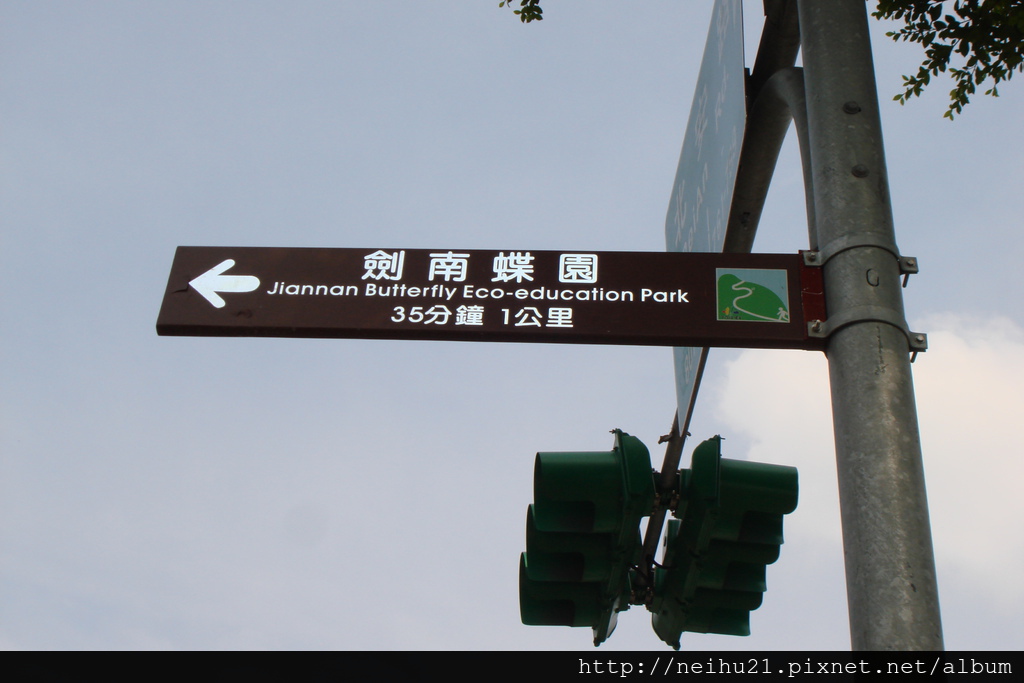 劍南蝶園
Jiannan Butterfly Eco-education Park
35分鐘 1公里
http://neihu21.pixnet.net/album